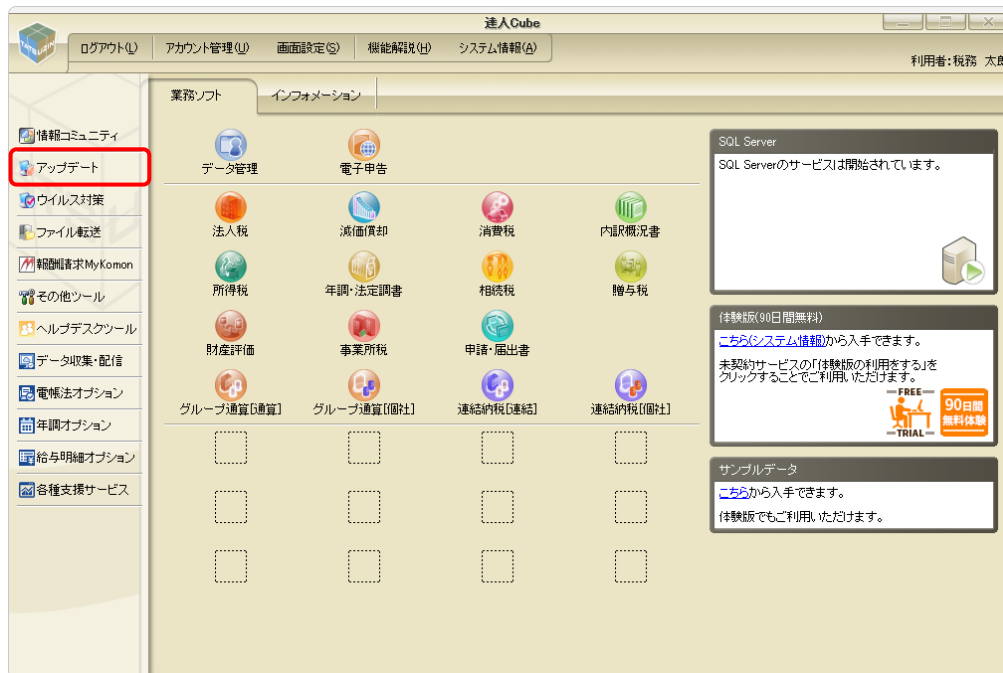 達人Cube
ログアウト(L)
アカウント管理(U)
画面設定(S)
機能解説(H)
システム情報(A)
利用者:税務 太郎
TATSUZIN
業務ソフト
インフォメーション
情報コミュニティ
アップデート
ウイルス対策
ファイル転送
報酬請求MyKomon
その他ツール
ヘルプデスクツール
データ収集・配信
電帳法オプション
年調オプション
給与明細オプション
各種支援サービス
データ管理
電子申告
法人税
減価償却
消費税
内訳概況書
所得税
年調・法定調書
相続税
贈与税
財産評価
事業所税
申請・届出書
グループ通算[通算]
グループ通算[個社]
連結納税[連結]
連結納税[個社]
SQL Server
SQL Serverのサービスは開始されています。
体験版(90日間無料)
こちら(システム情報)から入手できます。
未契約サービスの「体験版の利用をする」を
クリックすることでご利用いただけます。
FREE
TRIAL
90日間
無料体験
サンプルデータ
こちらから入手できます。
体験版でもご利用いただけます。